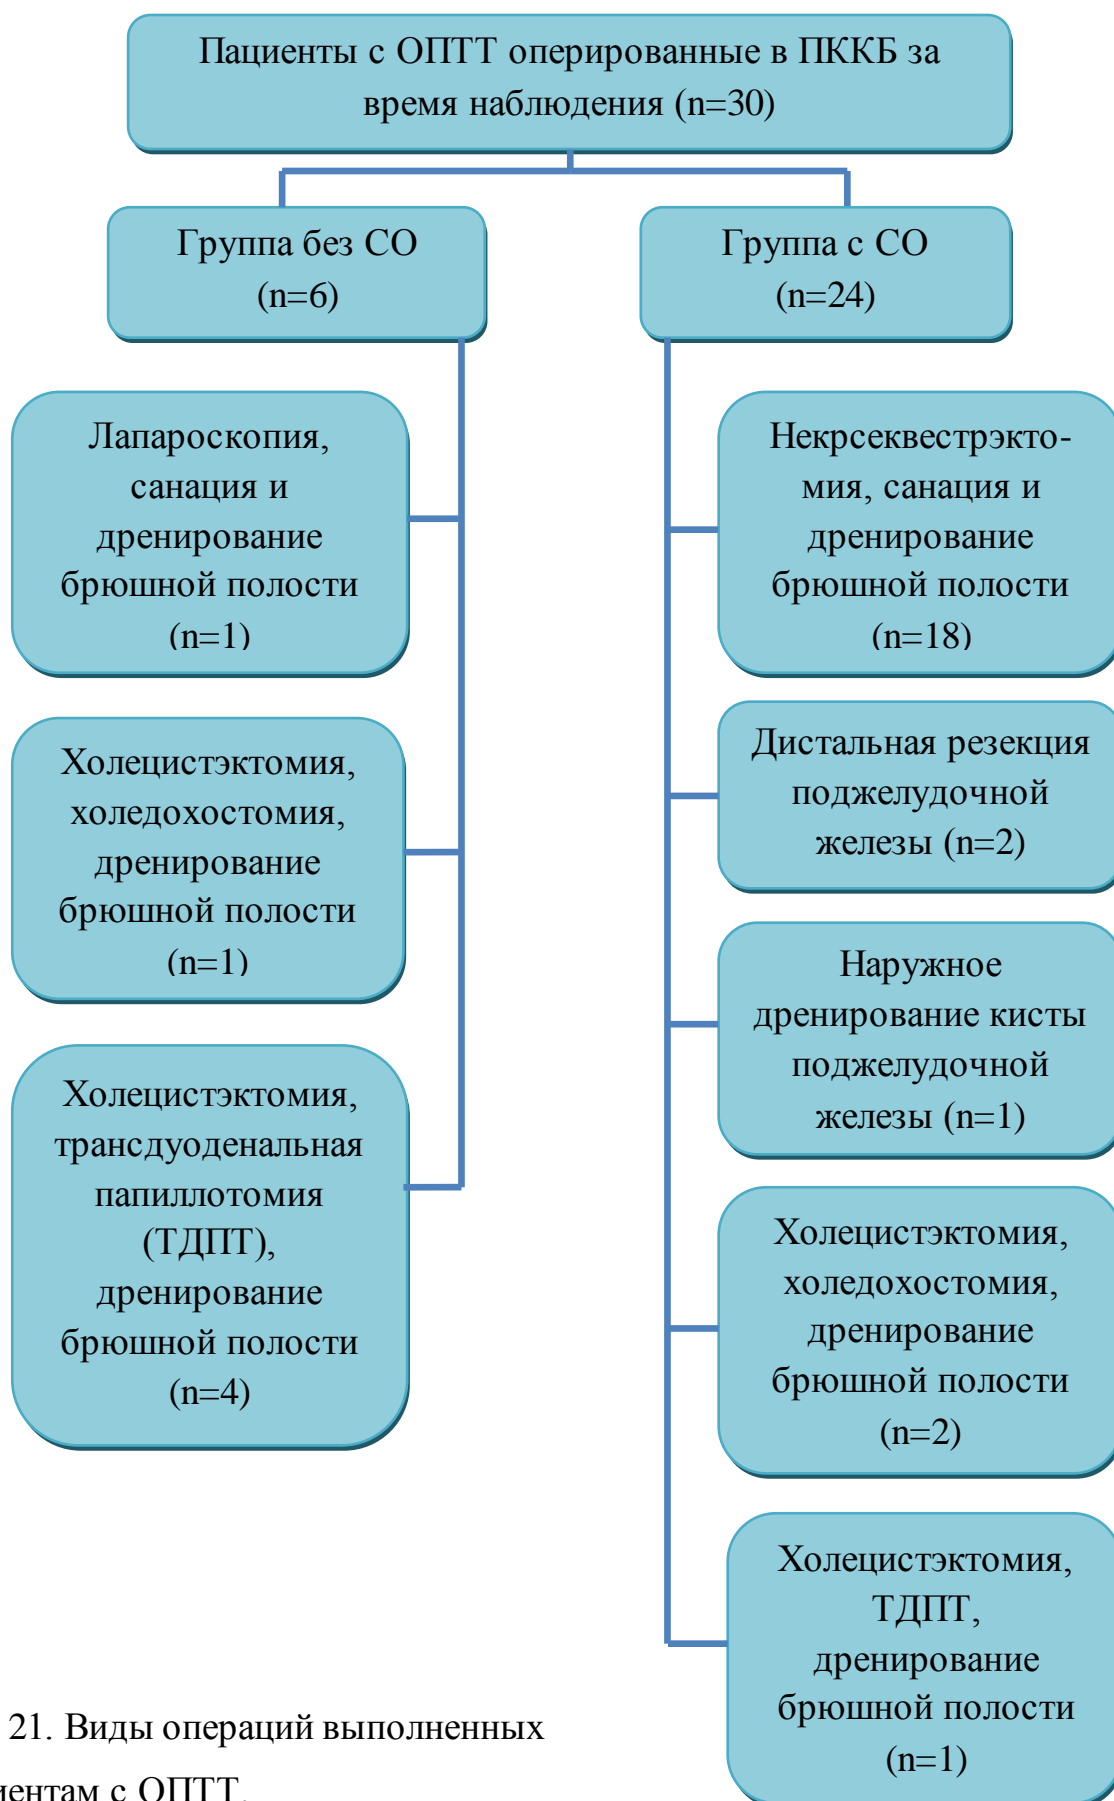 Пациенты с ОПТТ оперированные в ПККБ за
время наблюдения (n=30)
Группа без СО
(n=6)
Группа с СО
(n=24)
Лапароскопия,
санация и
дренирование
брюшной полости
(n=1)
Холецистэктомия,
холедохостомия,
дренирование
брюшной полости
(n=1)
Холецистэктомия,
трансдуоденальная
папиллотомия
(ТДПТ),
дренирование
брюшной полости
(n=4)
Некрсеквестрэкто-
мия, санация и
дренирование
брюшной полости
(n=18)
Дистальная резекция
поджелудочной
железы (n=2)
Наружное
дренирование кисты
поджелудочной
железы (n=1)
Холецистэктомия,
холедохостомия,
дренирование
брюшной полости
(n=2)
Холецистэктомия,
ТДПТ,
дренирование
брюшной полости
(n=1)
21. Виды операций выполненных
иентам с ОПТТ.